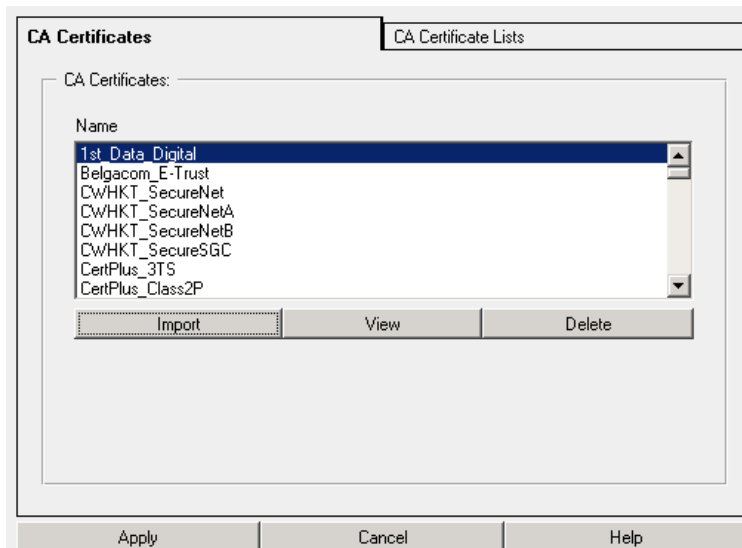 CA Certificates
CA Certificate Lists
CA Certificates:
Name
1st_Data_Digital
Belgacom_E-Trust
CWHKT_SecureNet
CWHKT_SecureNetA
CWHKT_SecureNetB
CWHKT_SecureSGC
CertPlus_3TS
CertPlus_Class2P
Import View Delete
Apply Cancel Help